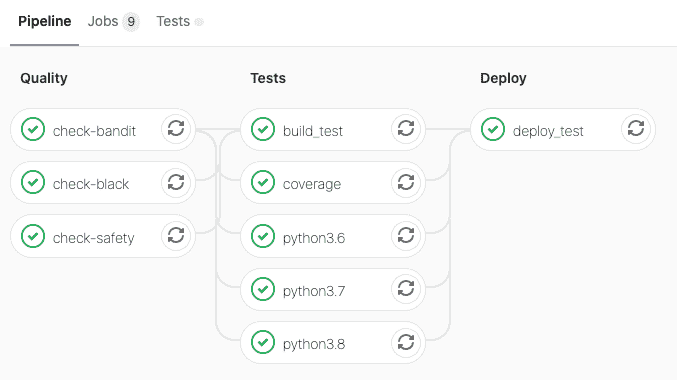 Pipeline Jobs 9 Tests
Quality Tests Deploy
check-bandit build_test deploy_test
check-black coverage
check-safety python3.6
python3.7
python3.8